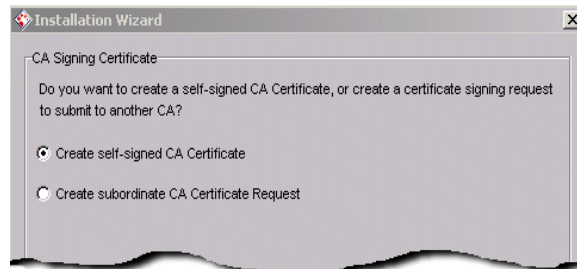 Installation Wizard
CA Signing Certificate
Do you want to create a self-signed CA Certificate, or create a certificate signing request
to submit to another CA?
Create self-signed CA Certificate
Create subordinate CA Certificate Request